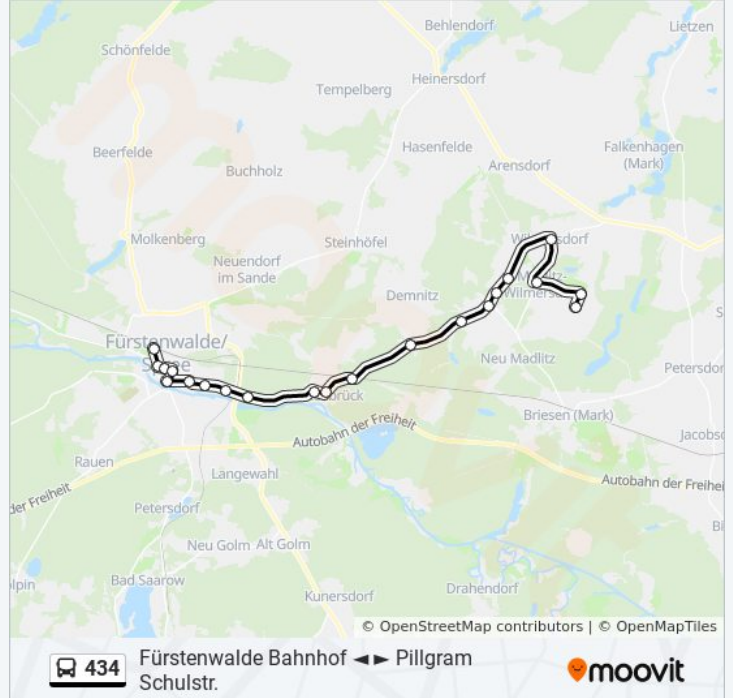 Behlendorf
Lietzen
Schönfelde
Heinersdorf
Tempelberg
Beerfelde
Hasenfelde
Falkenhagen
(Mark)
Arensdorf
Buchholz
Molkenberg
Steinhöfel
Neuendorf
im Sande
Demnitz
Fürstenwalde/
Neu Madlitz
Petersdor
Briesen (Mark)
Autobahn der Freiheit
Jacobsd
Rauen
Langewahl
Autobahn der Freihei
der Freiheit
Petersdorf
Neu Golm
Alt Golm
Bad Saarow
Drahendorf
Kunersdorf
© OpenStreetMap contributors | © OpenMapTiles
434
Fürstenwalde Bahnhof ◄ ► Pillgram
Schulstr.
moovit